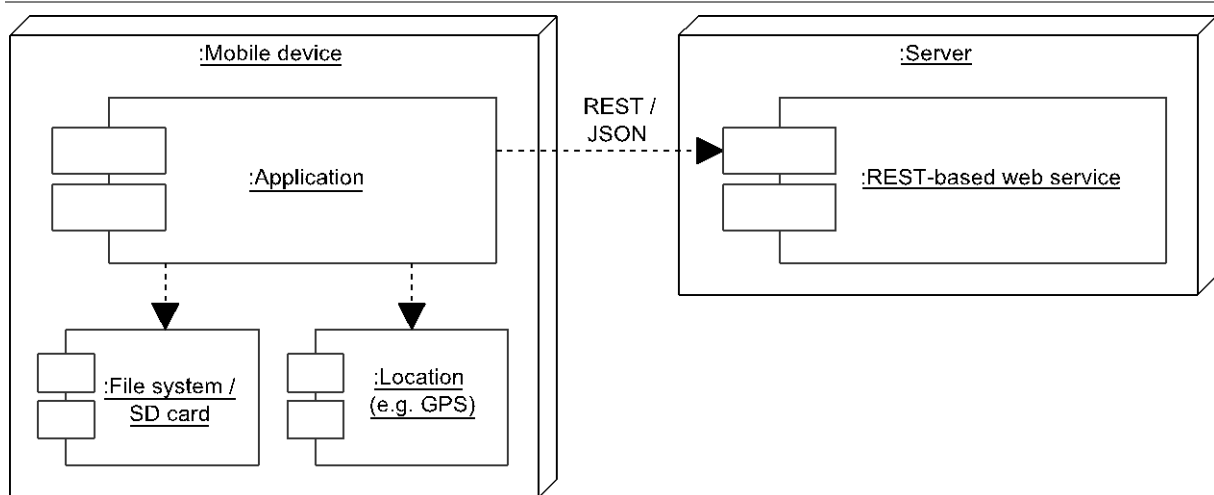 :Mobile device
:Server
REST /
JSON
:Application
:REST-based web service
:File system /
SD card
:Location
(e.g. GPS)